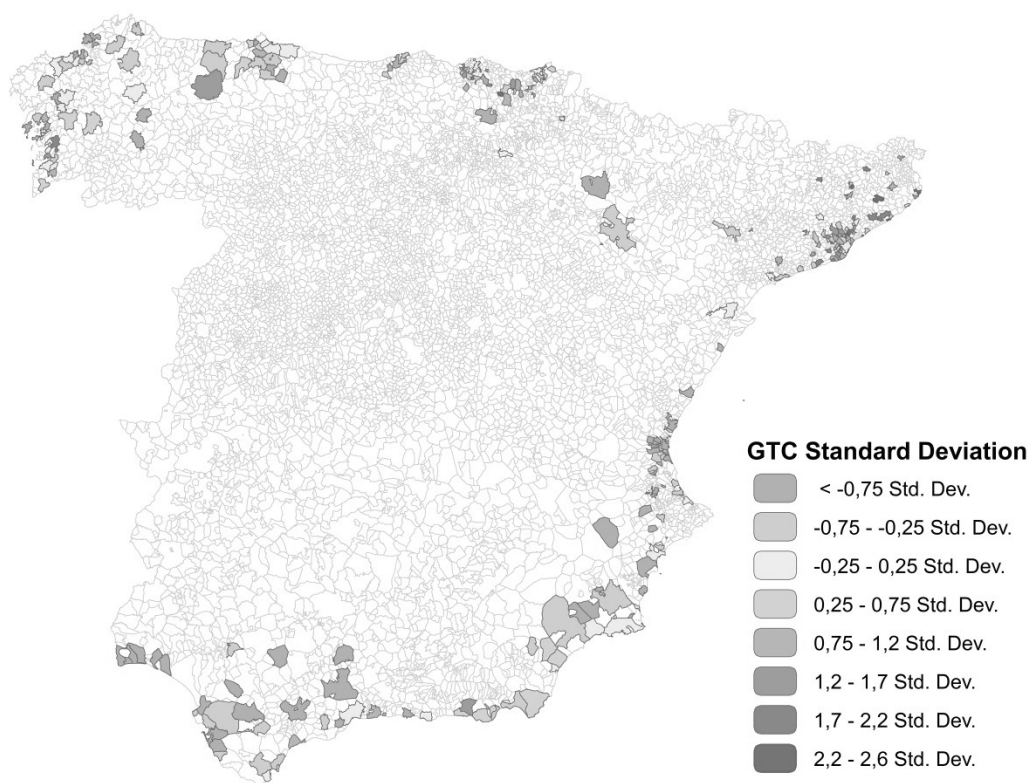 GTC Standard Deviation
< -0,75 Std. Dev.
-0,75 - -0,25 Std. Dev.
-0,25 - 0,25 Std. Dev.
0,25 - 0,75 Std. Dev.
0,75 - 1,2 Std. Dev.
1,2 - 1,7 Std. Dev.
1,7 - 2,2 Std. Dev.
2,2 - 2,6 Std. Dev.